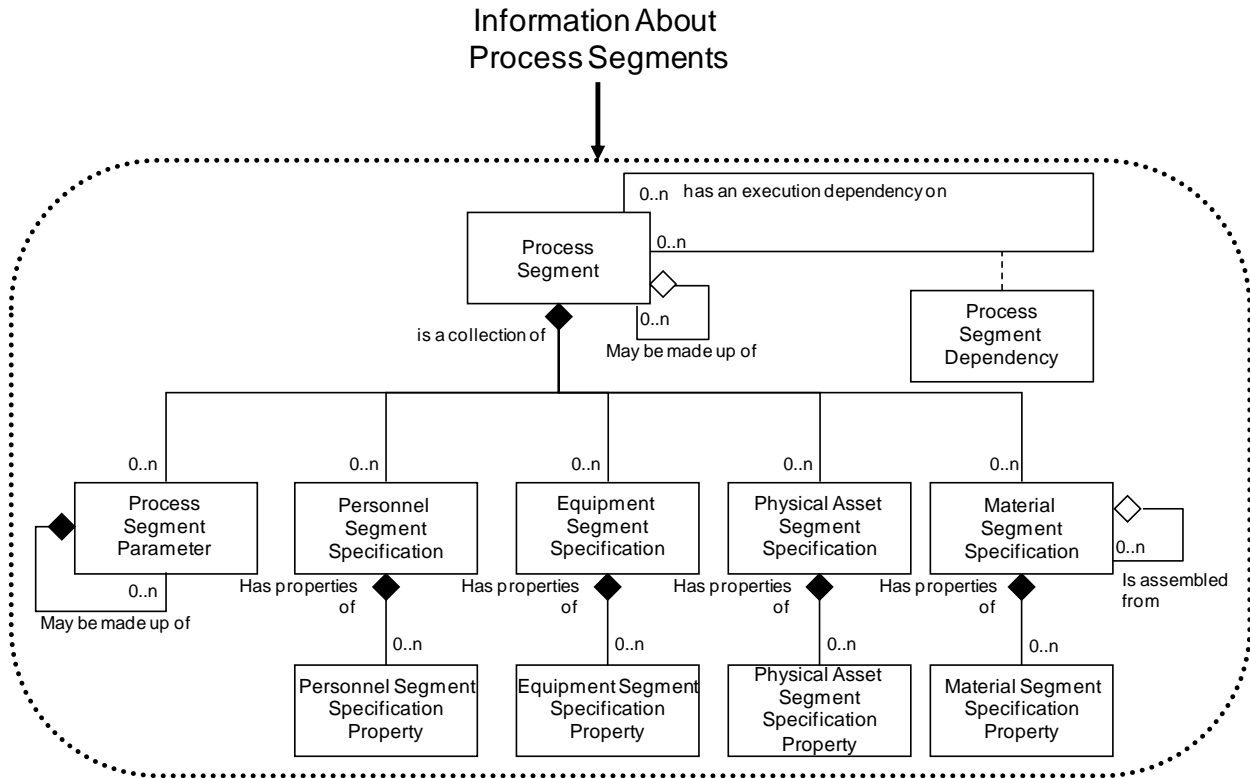 Information About
Process Segments
0..n has an execution dependency on
Process
Segment
0..n
0..n
is a collection of
May be made up of
Process
Segment
Dependency
0..n
0..n
0..n
0..n
0..n
Process
Segment
Parameter
Personnel
Segment
Specification
Equipment
Segment
Specification
Physical Asset
Segment
Specification
Material
Segment
Specification
0..n
Is assembled
from
0..n
May be made up of
Has properties
of
Has properties
of
Has properties
of
Has properties
of
0..n
0..n
0..n
0..n
Personnel Segment
Specification
Property
Equipment Segment
Specification
Property
Physical Asset
Segment
Specification
Property
Material Segment
Specification
Property